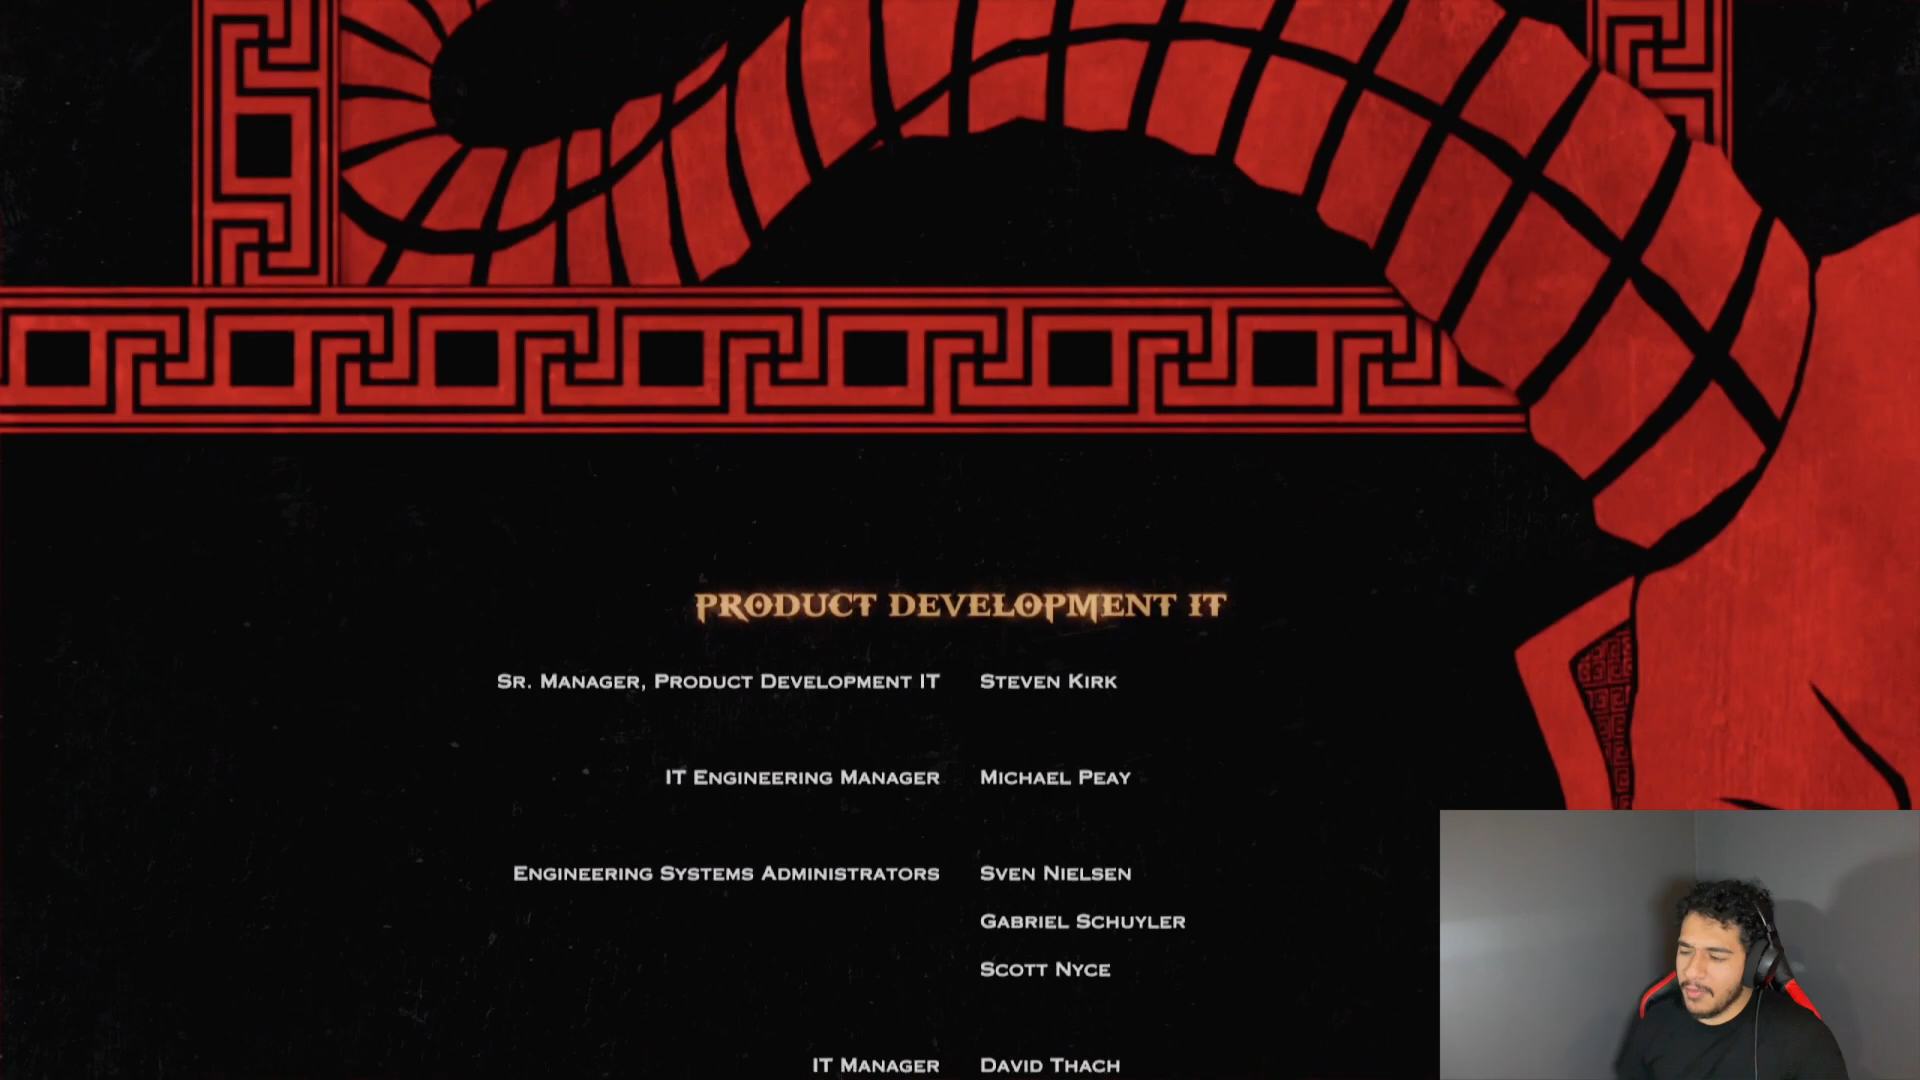 PRODUCT DEVELOPMENT IT
SR. MANAGER, PRODUCT DEVELOPMENT IT STEVEN KIRK
IT ENGINEERING MANAGER MICHAEL PEAY
ENGINEERING SYSTEMS ADMINISTRATORS SVEN NIELSEN
GABRIEL SCHUYLER
SCOTT NYCE
IT MANAGER DAVID THACH